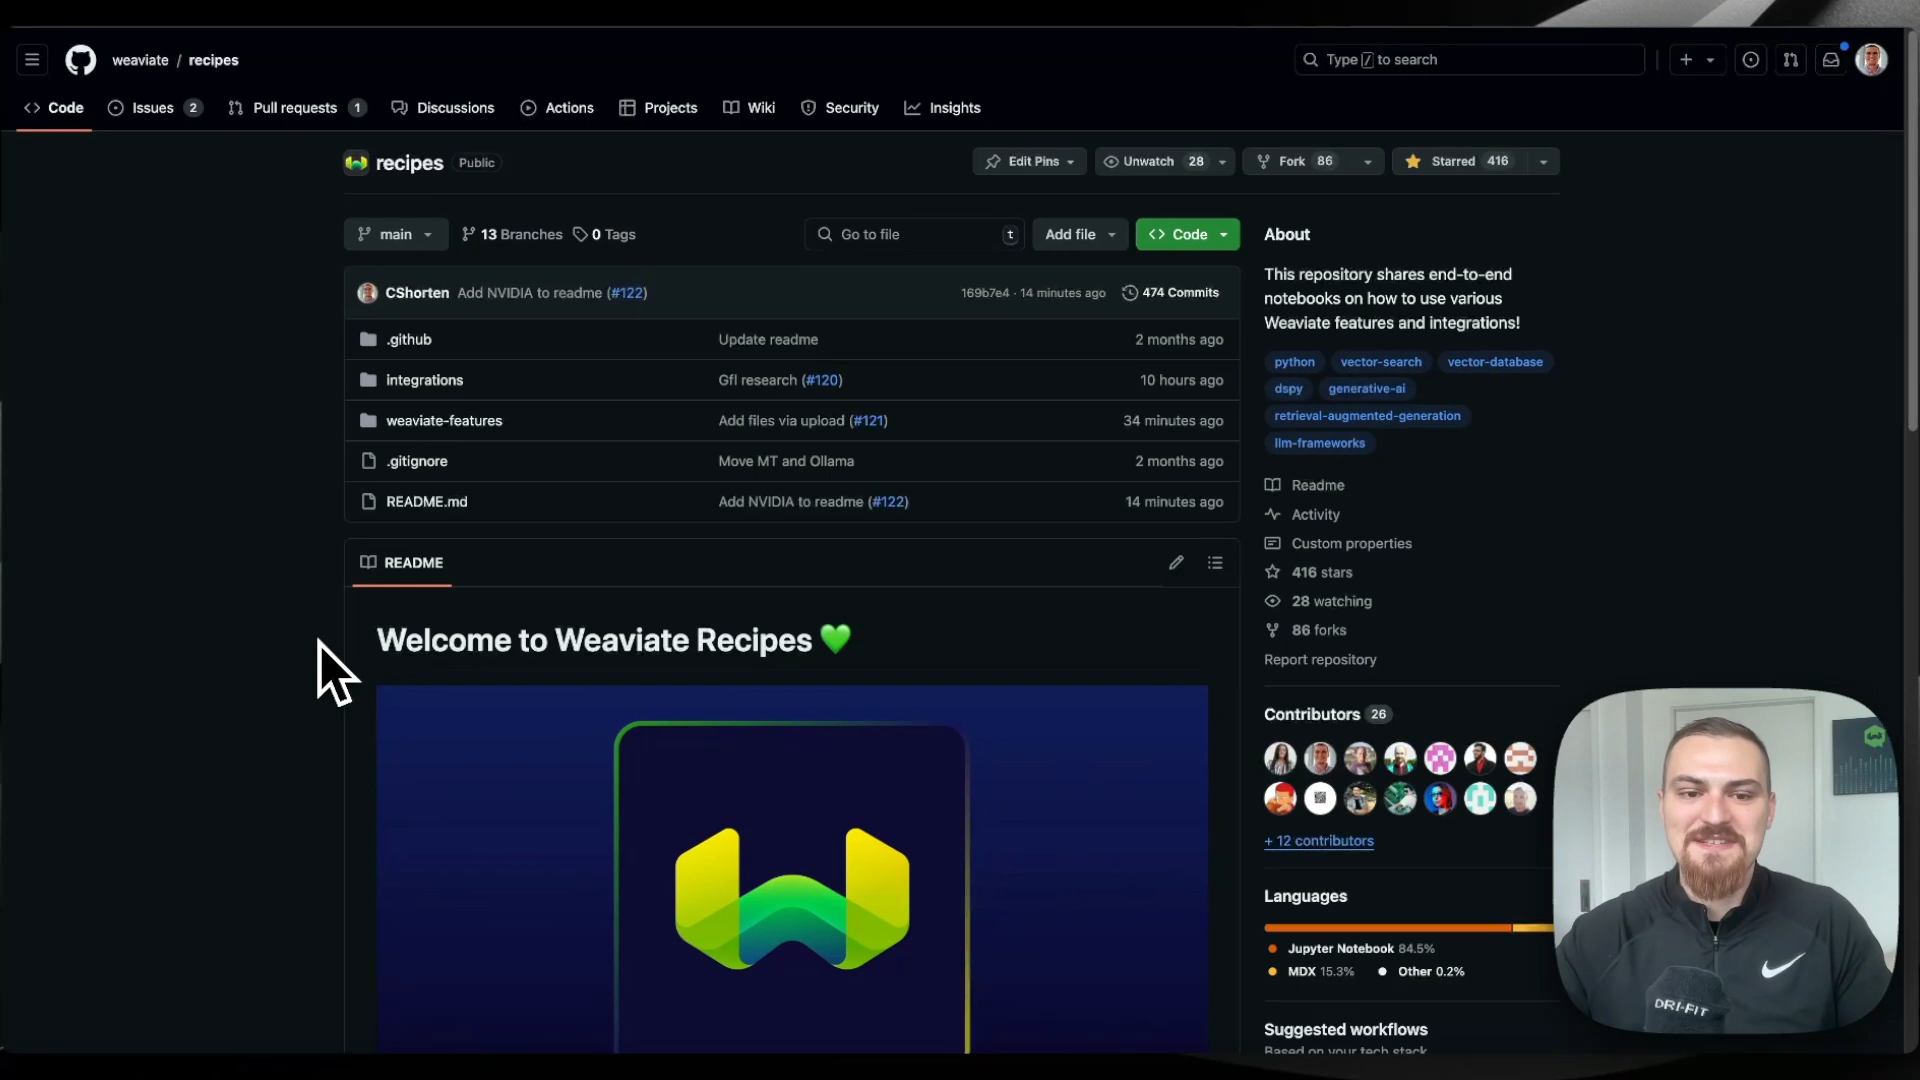 weaviate / recipes
Type / to search
Code Issues 2 Pull requests 1 Discussions Actions Projects Wiki Security Insights
recipes Public
Edit Pins Unwatch 28 Fork 86 Starred 416
main 13 Branches 0 Tags Go to file t Add file Code
CShorten Add NVIDIA to readme (#122) 169b7e4 · 14 minutes ago 474 Commits
.github Update readme 2 months ago
integrations Gfl research (#120) 10 hours ago
weaviate-features Add files via upload (#121) 34 minutes ago
.gitignore Move MT and Ollama 2 months ago
README.md Add NVIDIA to readme (#122) 14 minutes ago
README
Welcome to Weaviate Recipes 💚
About
This repository shares end-to-end
notebooks on how to use various
Weaviate features and integrations!
python vector-search vector-database
dspy generative-ai
retrieval-augmented-generation
llm-frameworks
Readme
Activity
Custom properties
416 stars
28 watching
86 forks
Report repository
Contributors 26
+ 12 contributors
Languages
Jupyter Notebook 84.5%
MDX 15.3% Other 0.2%
Suggested workflows
Based on your tech stack
DRI-FIT